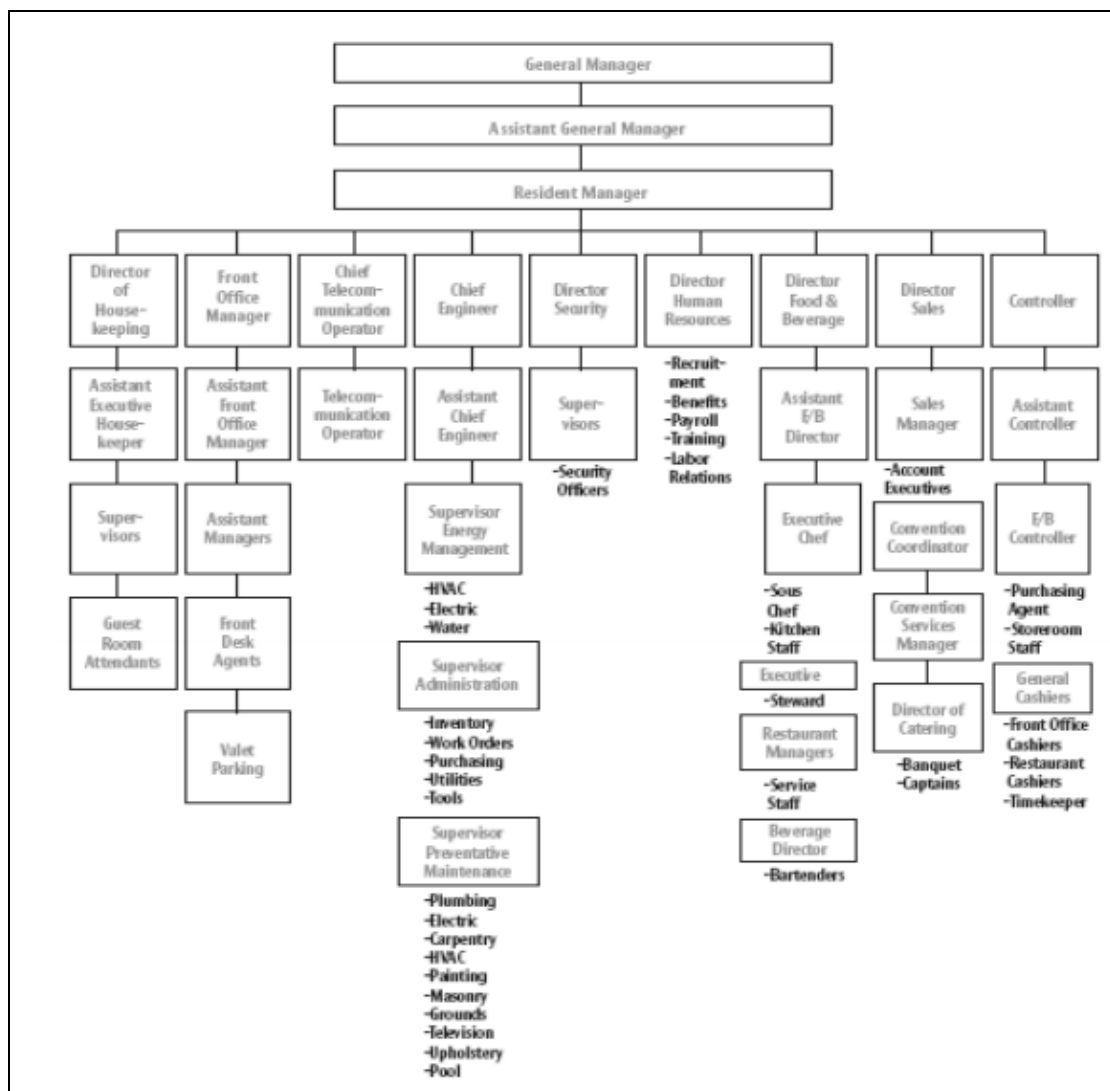 General Manager
Assistant General Manager
Resident Manager
Director
of
House-
keeping
Front
Office
Manager
Chief
Telecom-
munication
Operator
Chief
Engineer
Director
Security
Director
Human
Resources
Director
Food &
Beverage
Director
Sales
Controller
Assistant
Executive
House-
keeper
Assistant
Front
Office
Manager
Telecom-
munication
Operator
Assistant
Chief
Engineer
Super-
visors
-Security
Officers
-Recruit-
ment
-Benefits
-Payroll
-Training
-Labor
Relations
Assistant
F/B
Director
Sales
Manager
-Account
Executives
Assistant
Controller
Super-
visors
Assistant
Managers
Supervisor
Energy
Management
-HVAC
-Electric
-Water
Executive
Chef
-Sous
Chef
-Kitchen
Staff
Convention
Coordinator
F/B
Controller
-Purchasing
Agent
-Storeroom
Staff
Guest
Room
Attendants
Front
Desk
Agents
Supervisor
Administration
-Inventory
-Work Orders
-Purchasing
-Utilities
-Tools
Executive
-Steward
Convention
Services
Manager
General
Cashiers
-Front Office
Cashiers
-Restaurant
Cashiers
-Timekeeper
Valet
Parking
Restaurant
Managers
-Service
Staff
Director of
Catering
-Banquet
-Captains
Supervisor
Preventative
Maintenance
-Plumbing
-Electric
-Carpentry
-HVAC
-Painting
-Masonry
-Grounds
-Television
-Upholstery
-Pool
Beverage
Director
-Bartenders